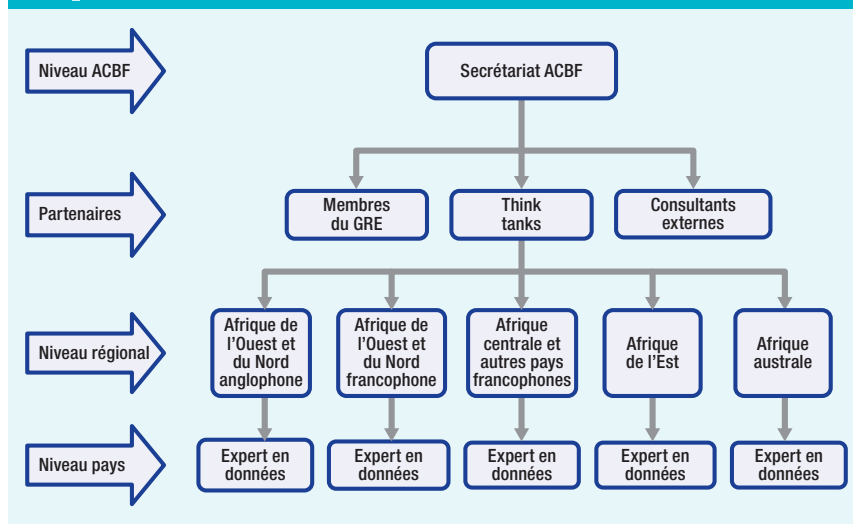 Niveau ACBF
Secrétariat ACBF
Partenaires
Membres
du GRE
Think
tanks
Consultants
externes
Niveau régional
Afrique de
l'Ouest et
du Nord
anglophone
Afrique de
l'Ouest et
du Nord
francophone
Afrique
centrale et
autres pays
francophones
Afrique
de l'Est
Afrique
australe
Niveau pays
Expert en
données
Expert en
données
Expert en
données
Expert en
données
Expert en
données